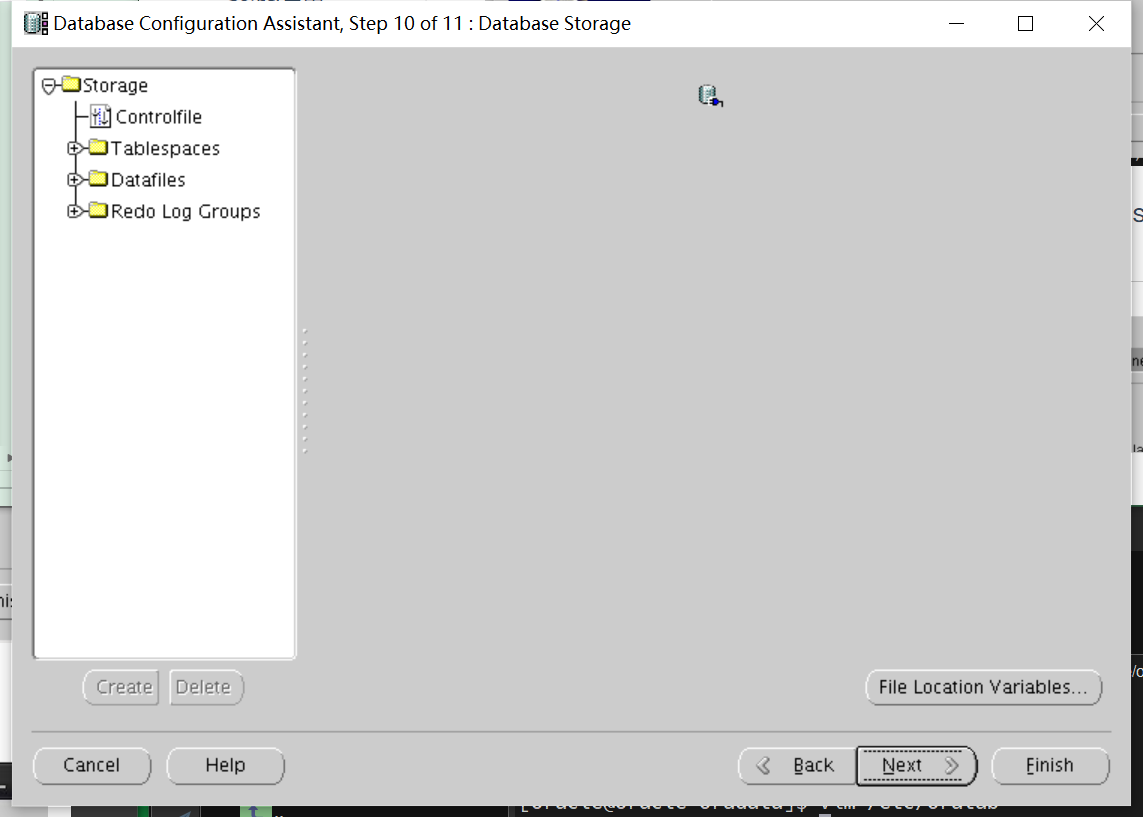 Database Configuration Assistant, Step 10 of 11 : Database Storage
Storage
Controlfile
Tablespaces
Datafiles
Redo Log Groups
Create Delete
File Location Variables...
Cancel Help Back Next Finish